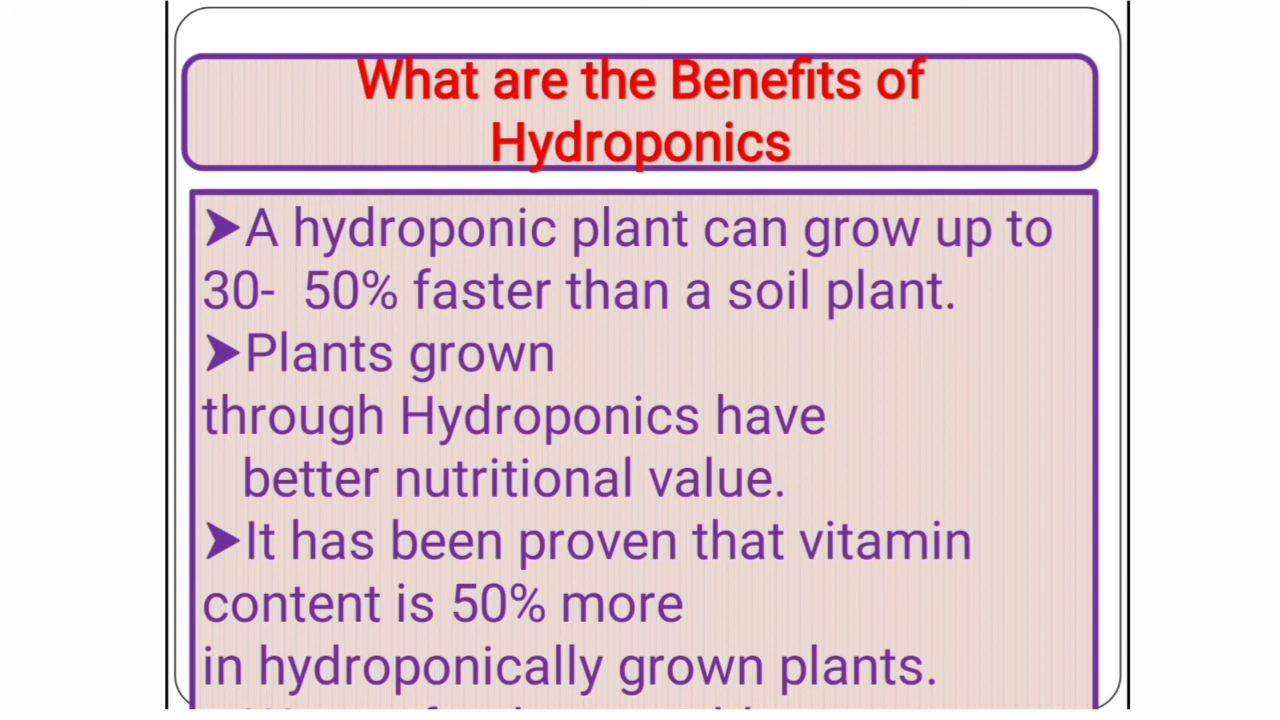 What are the Benefits of
Hydroponics
➤A hydroponic plant can grow up to
30-  50% faster than a soil plant.
➤Plants grown
through Hydroponics have
better nutritional value.
➤It has been proven that vitamin
content is 50% more
in hydroponically grown plants.